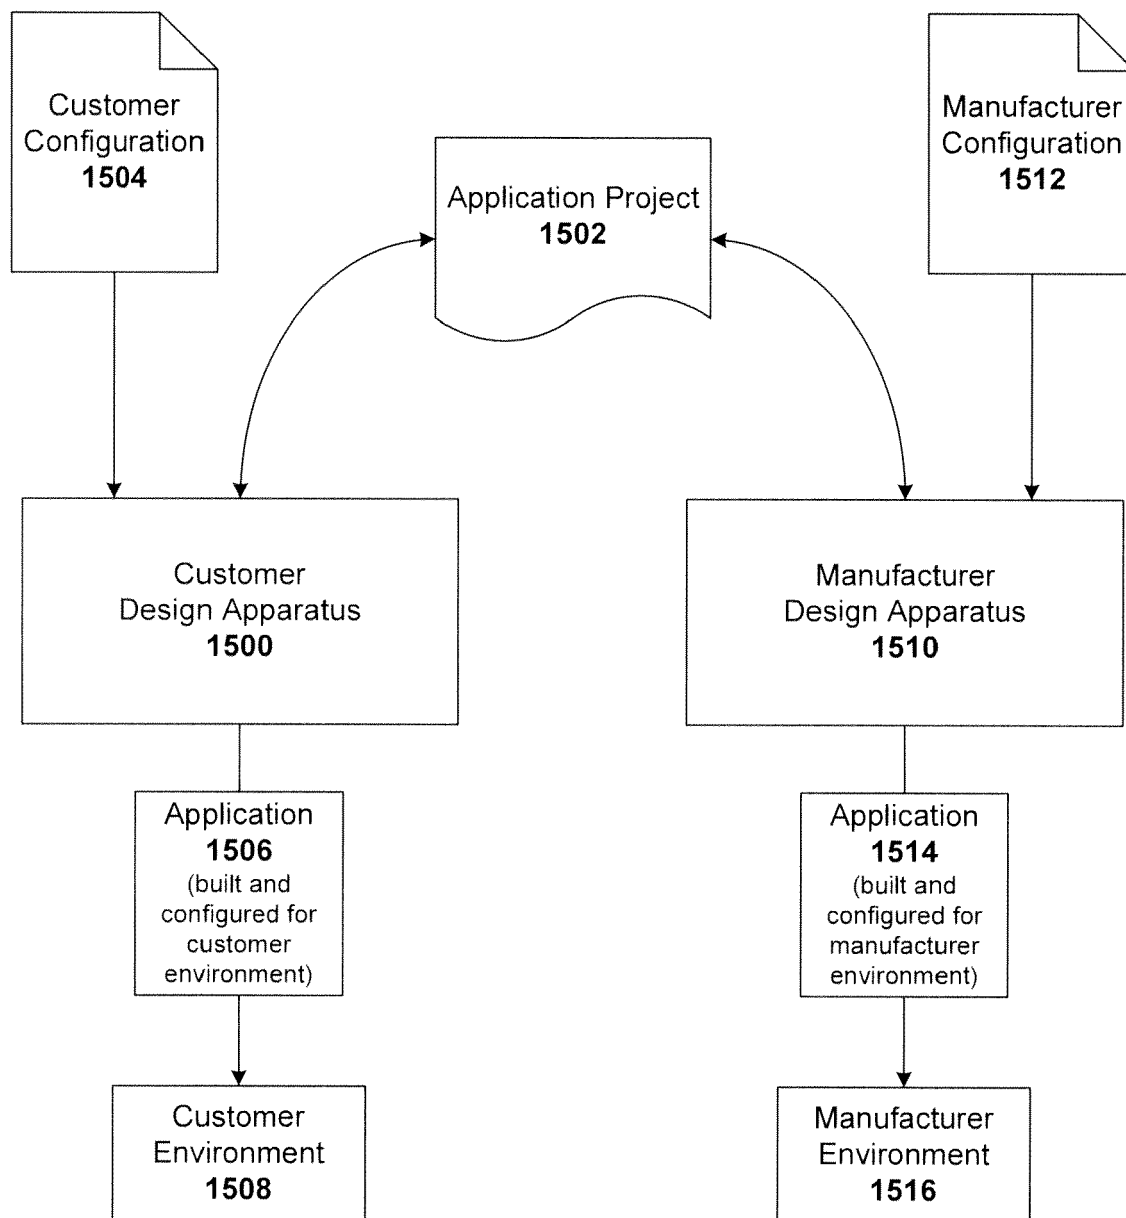 Customer
Configuration
1504
Manufacturer
Configuration
1512
Application Project
1502
Customer
Design Apparatus
1500
Manufacturer
Design Apparatus
1510
Application
1506
(built and
configured for
customer
environment)
Application
1514
(built and
configured for
manufacturer
environment)
Customer
Environment
1508
Manufacturer
Environment
1516